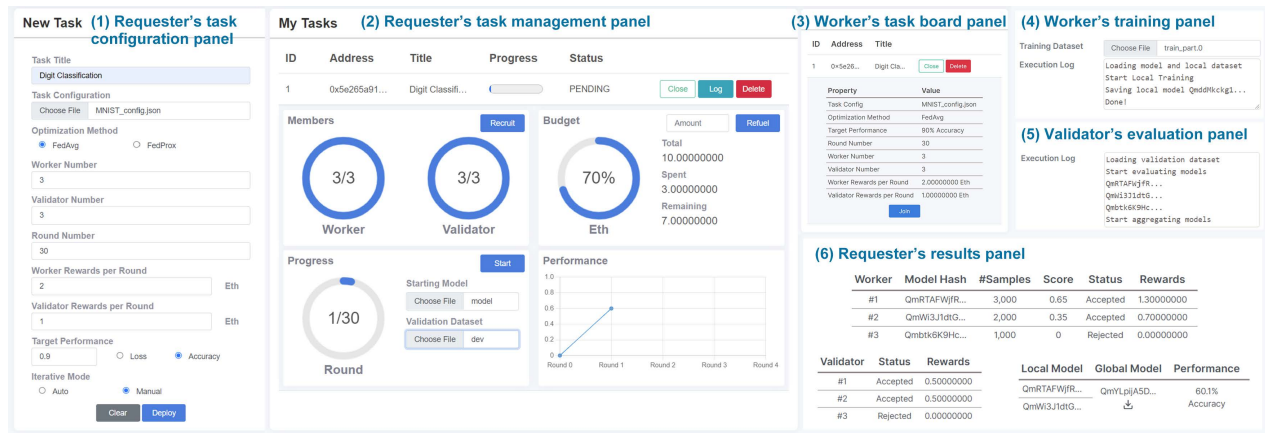 New Task
(1) Requester's task
configuration panel
Task Title
Digit Classification
Task Configuration
Choose File MNIST_config.json
Optimization Method
FedAvg FedProx
Worker Number
3
Validator Number
3
Round Number
30
Worker Rewards per Round
2 Eth
Validator Rewards per Round
1 Eth
Target Performance
0.9 Loss Accuracy
Iterative Mode
Auto Manual
Clear Deploy
My Tasks (2) Requester's task management panel
ID Address Title Progress Status
1 0x5e265a91... Digit Classifi... PENDING Close Log Delete
Members Recruit
3/3 3/3
Worker Validator
Budget Amount Refuel
70%
Eth
Total
10.00000000
Spent
3.00000000
Remaining
7.00000000
Progress Start
1/30
Round
Starting Model
Choose File model
Validation Dataset
Choose File dev
Performance
1.0
0.8
0.6
0.4
0.2
0
Round 0 Round 1 Round 2 Round 3 Round 4
(3) Worker's task board panel
ID Address Title
1 0×5e26... Digit Cla... Close Delete
Property Value
Task Config MNIST_config.json
Optimization Method FedAvg
Target Performance 90% Accuracy
Round Number 30
Worker Number 3
Validator Number 3
Worker Rewards per Round 2.00000000 Eth
Validator Rewards per Round 1.00000000 Eth
Join
(4) Worker's training panel
Training Dataset Choose File train_part.0
Execution Log Loading model and local dataset
Start Local Training
Saving local model QmddMkckgl...
Done!
(5) Validator's evaluation panel
Execution Log Loading validation dataset
Start evaluating models
QmRTAFWjfR...
QmWi3J1dtG...
Qmbtk6K9Hc...
Start aggregating models
(6) Requester's results panel
Worker Model Hash #Samples Score Status Rewards
#1 QmRTAFWjfR... 3,000 0.65 Accepted 1.30000000
#2 QmWi3J1dtG... 2,000 0.35 Accepted 0.70000000
#3 Qmbtk6K9Hc... 1,000 0 Rejected 0.00000000
Validator Status Rewards
#1 Accepted 0.50000000
#2 Accepted 0.50000000
#3 Rejected 0.00000000
Local Model Global Model Performance
QmRTAFWjfR... QmYLpijA5D... 60.1%
QmWi3J1dtG... Accuracy